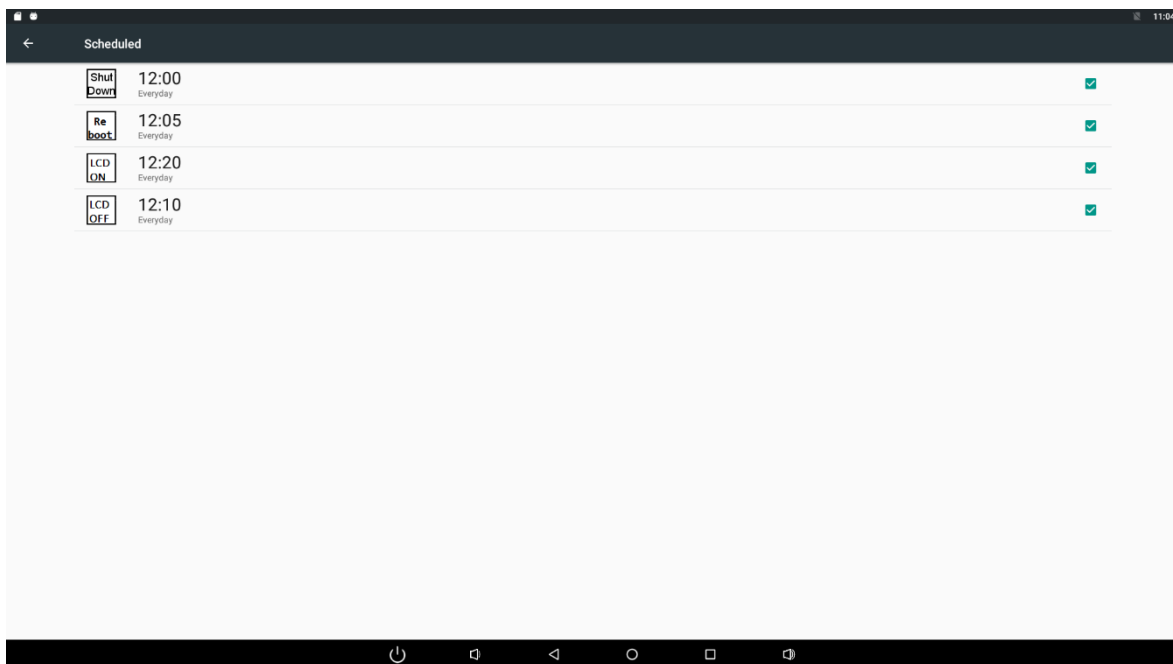 11:04
Scheduled
Shut
Down
12:00
Everyday
Re
boot
12:05
Everyday
LCD
ON
12:20
Everyday
LCD
OFF
12:10
Everyday